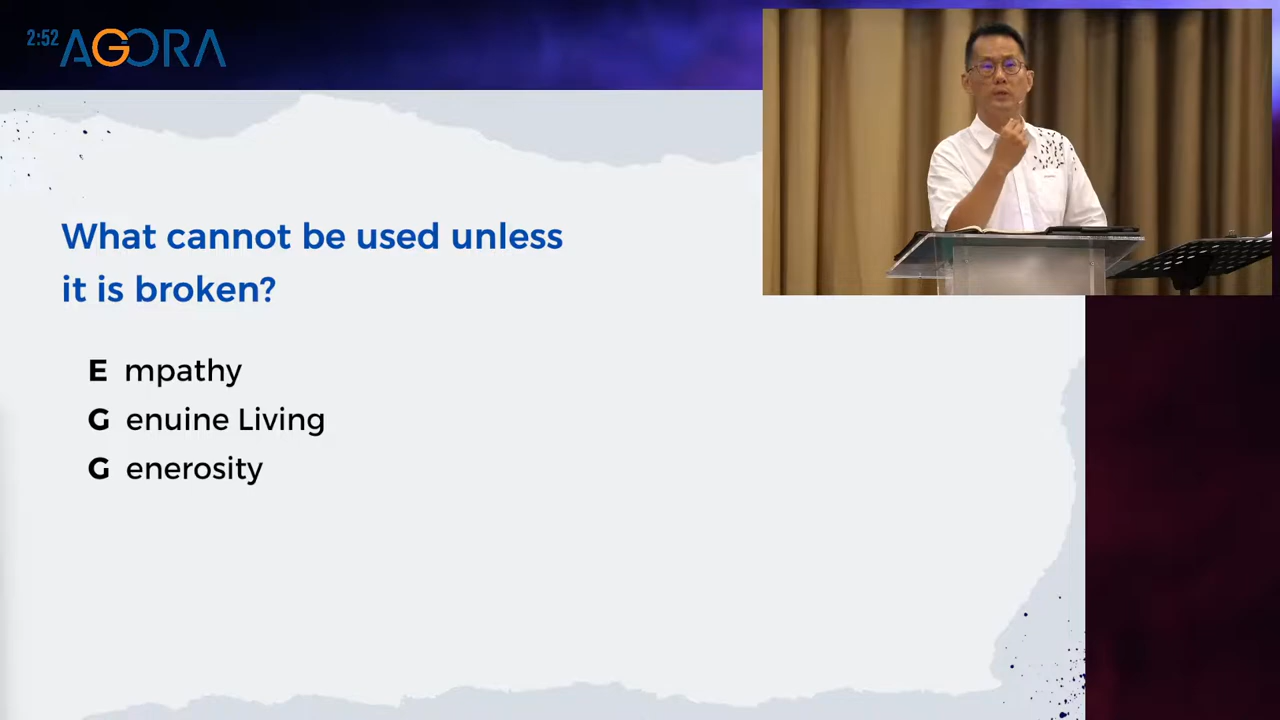 2:52 AGORA
What cannot be used unless
it is broken?
E mpathy
G enuine Living
G enerosity